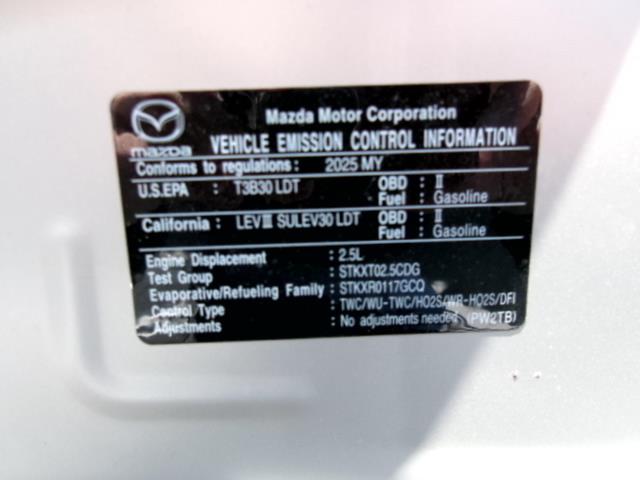 Mazda Motor Corporation
mazda
VEHICLE EMISSION CONTROL INFORMATION
Conforms to regulations: 2025 MY
U.S.EPA : T3B30 LDT OBD : II
Fuel : Gasoline
California : LEVIII SULEV30 LDT OBD : II
Fuel : Gasoline
Engine Displacement : 2.5L
Test Group : STKXT02.5CDG
Evaporative/Refueling Family : STKXR0117GCQ
Control Type : TWC/WU-TWC/HO2S/WR-HO2S/DFI
Adjustments : No adjustments needed (PW2TB)